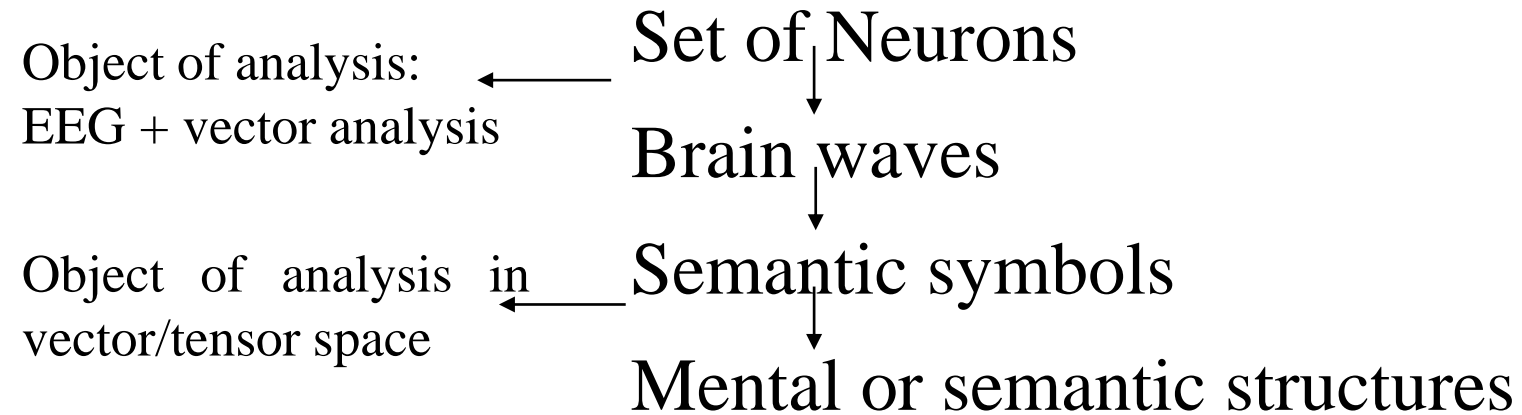 Object of analysis:
EEG + vector analysis
Object of analysis in
vector/tensor space
Set of Neurons
Brain waves
Semantic symbols
Mental or semantic structures